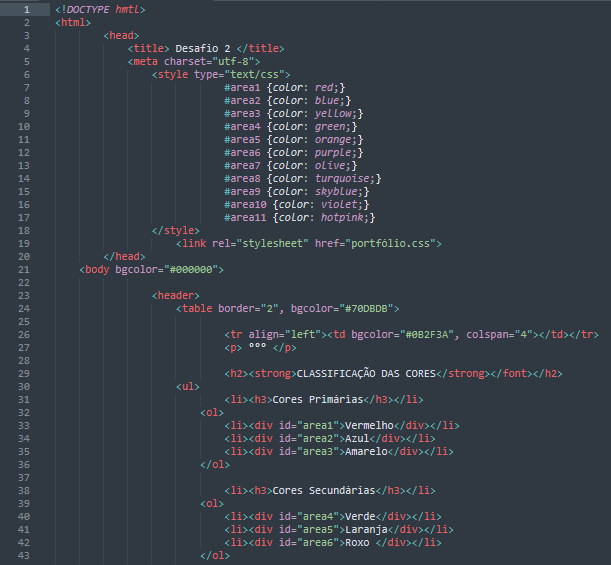 1 <!DOCTYPE hmtl>
2 <html>
3 <head>
4 <title> Desafio 2 </title>
5 <meta charset="utf-8">
6 <style type="text/css">
7 #area1 {color: red;}
8 #area2 {color: blue;}
9 #area3 {color: yellow;}
10 #area4 {color: green;}
11 #area5 {color: orange;}
12 #area6 {color: purple;}
13 #area7 {color: olive;}
14 #area8 {color: turquoise;}
15 #area9 {color: skyblue;}
16 #area10 {color: violet;}
17 #area11 {color: hotpink;}
18 </style>
19 <link rel="stylesheet" href="portfólio.css">
20 </head>
21 <body bgcolor="#000000">
22
23 <header>
24 <table border="2", bgcolor="#70DBDB">
25
26 <tr align="left"><td bgcolor="#0B2F3A", colspan="4"></td></tr>
27 <p> °°° </p>
28
29 <h2><strong>CLASSIFICAÇÃO DAS CORES</strong></font></h2>
30 <ul>
31 <li><h3>Cores Primárias</h3></li>
32 <ol>
33 <li><div id="area1">Vermelho</div></li>
34 <li><div id="area2">Azul</div></li>
35 <li><div id="area3">Amarelo</div></li>
36 </ol>
37
38 <li><h3>Cores Secundárias</h3></li>
39 <ol>
40 <li><div id="area4">Verde</div></li>
41 <li><div id="area5">Laranja</div></li>
42 <li><div id="area6">Roxo </div></li>
43 </ol>